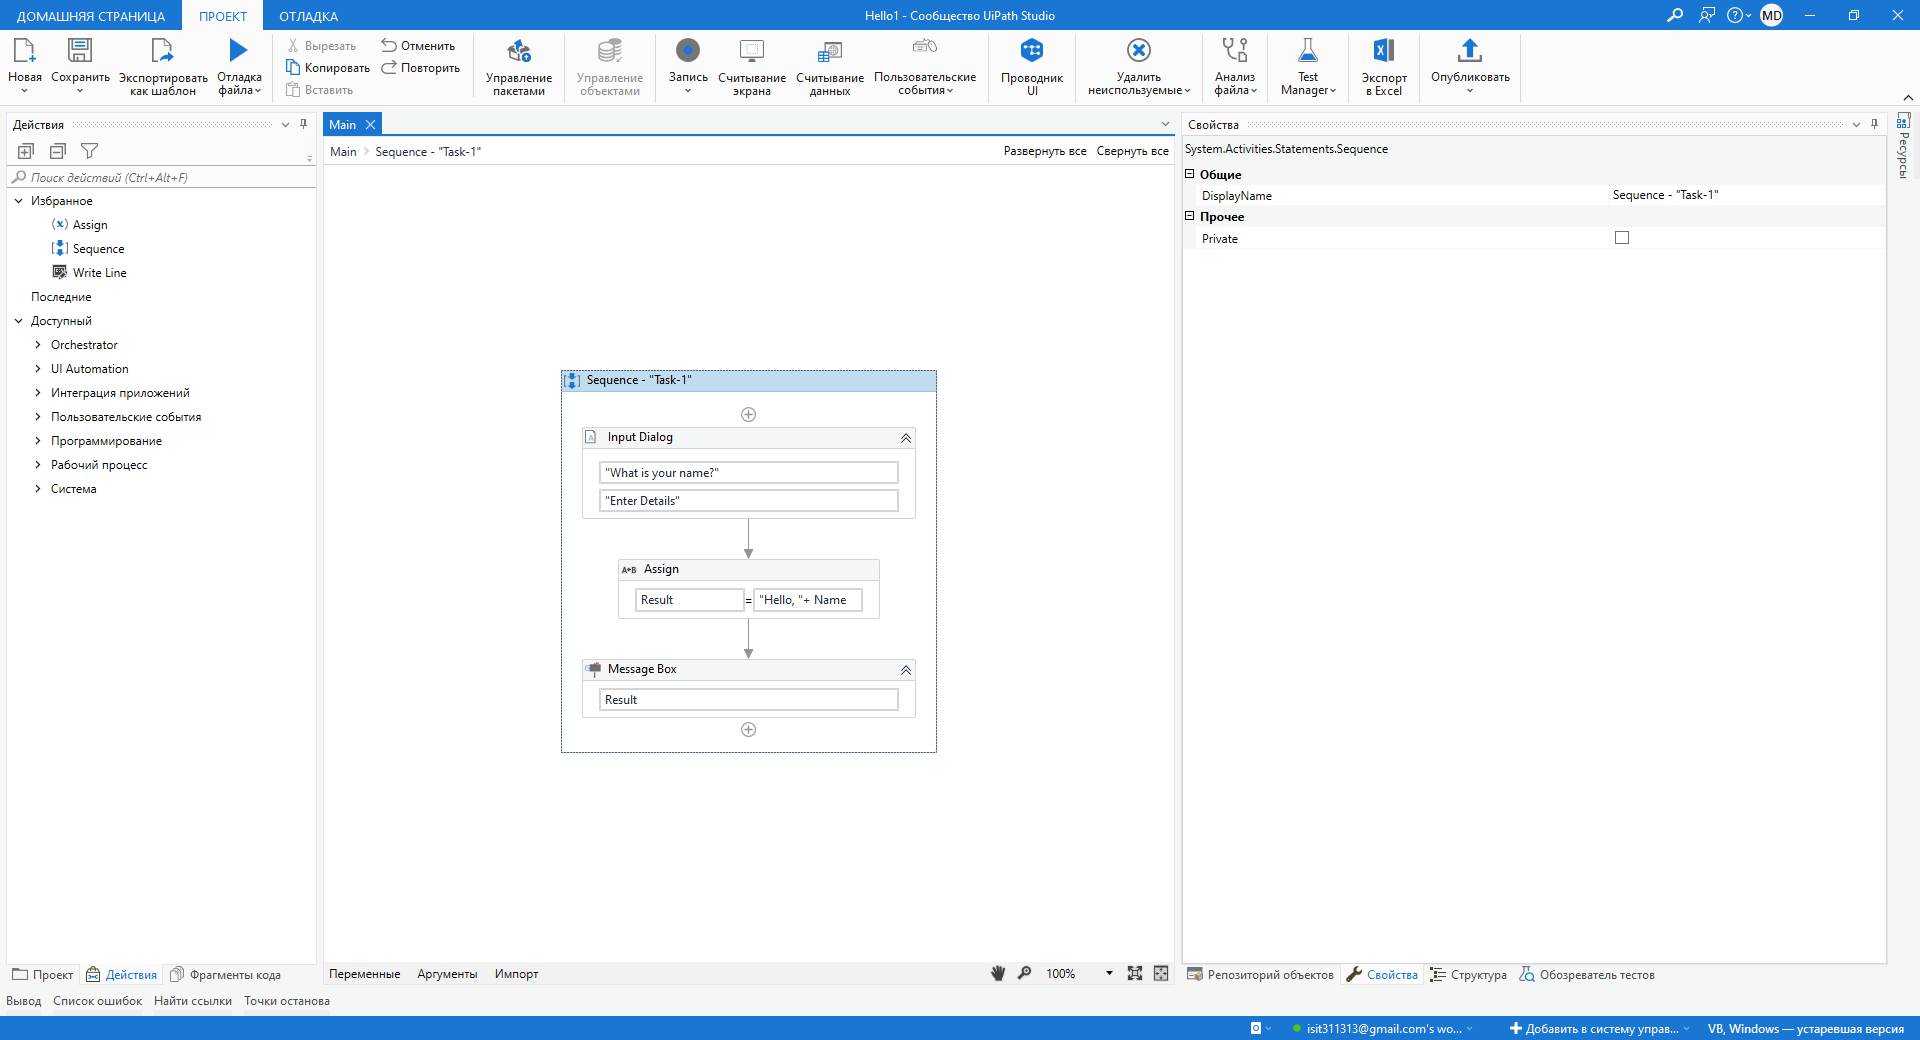 ДОМАШНЯЯ СТРАНИЦА ПРОЕКТ ОТЛАДКА Hello1 - Сообщество UiPath Studio MD
Новая
Сохранить
Экспортировать
как шаблон
Отладка
файла
Вырезать
Копировать
Вставить
Отменить
Повторить
Управление
пакетами
Управление
объектами
Запись
Считывание
экрана
Считывание
данных
Пользовательские
события
Проводник
UI
Удалить
неиспользуемые
Анализ
файла
Test
Manager
Экспорт
в Excel
Опубликовать
Действия
Поиск действий (Ctrl+Alt+F)
Избранное
Assign
Sequence
Write Line
Последние
Доступный
Orchestrator
UI Automation
Интеграция приложений
Пользовательские события
Программирование
Рабочий процесс
Система
Проект Действия Фрагменты кода
Main
Main Sequence - "Task-1" Развернуть все Свернуть все
Sequence - "Task-1"
Input Dialog
"What is your name?"
"Enter Details"
A+B Assign
Result = "Hello, "+ Name
Message Box
Result
Переменные Аргументы Импорт 100%
Свойства
System.Activities.Statements.Sequence
Общие
DisplayName Sequence - "Task-1"
Прочее
Private
Ресурсы
Репозиторий объектов Свойства Структура Обозреватель тестов
Вывод Список ошибок Найти ссылки Точки останова
isit311313@gmail.com's wo... Добавить в систему управ... VB, Windows — устаревшая версия